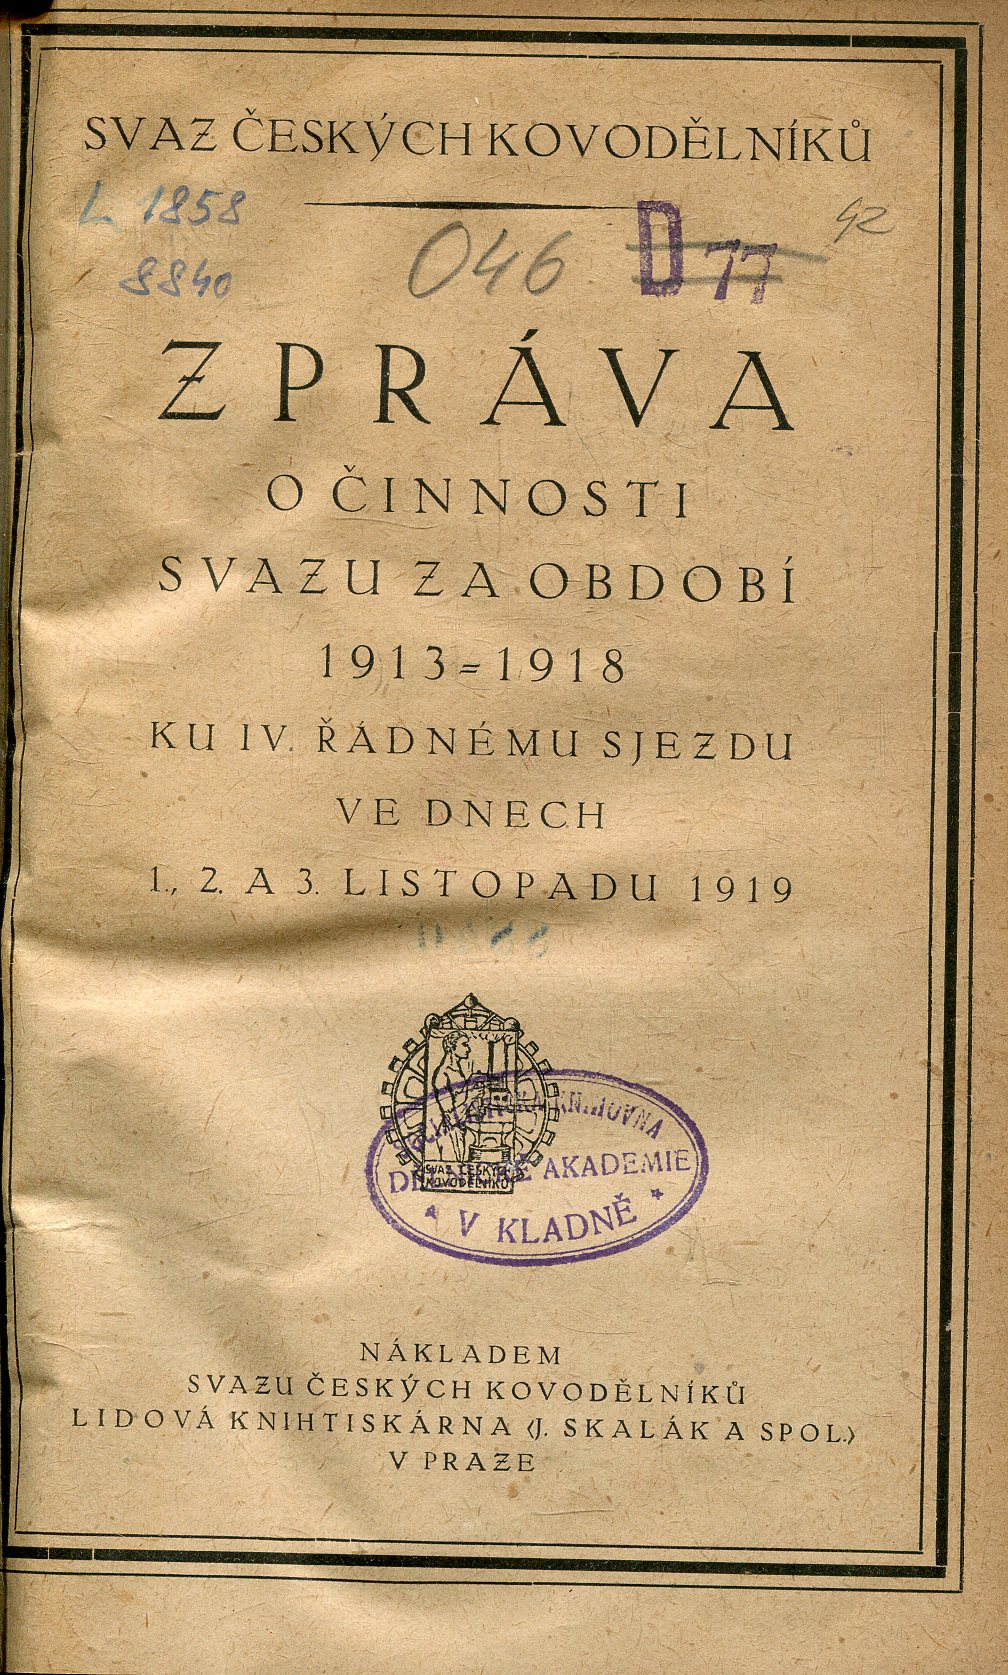 SVAZ ČESKÝCH KOVODĚLNÍKŮ
L 1858
8840
046
D 77
42
ZPRÁVA
O ČINNOSTI
SVAZU ZA OBDOBÍ
1913=1918
KU IV. ŘÁDNÉMU SJEZDU
VE DNECH
1., 2. A 3. LISTOPADU 1919
SVAZ ČESKÝCH
KOVODĚLNÍKŮ
KNIHOVNA
AKADEMIE
* V KLADNĚ *
NÁKLADEM
SVAZU ČESKÝCH KOVODĚLNÍKŮ
LIDOVÁ KNIHTISKÁRNA (J. SKALÁK A SPOL.)
V PRAZE